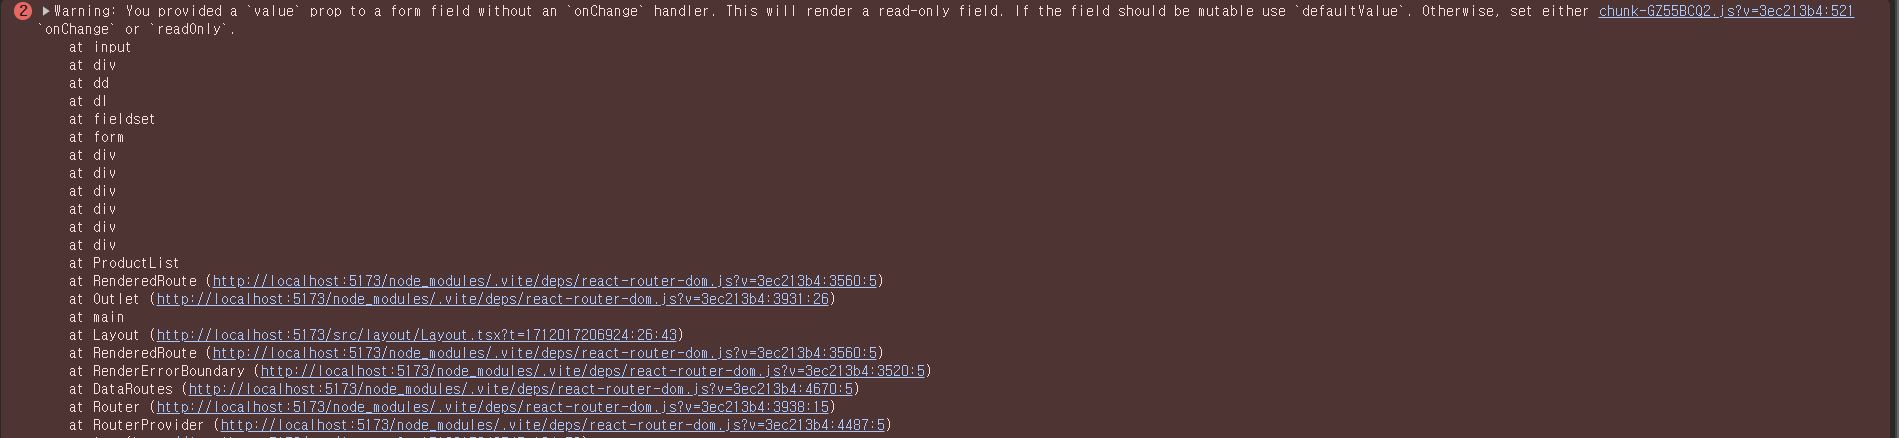 2 ▶Warning: You provided a `value` prop to a form field without an `onChange` handler. This will render a read-only field. If the field should be mutable use `defaultValue`. Otherwise, set either chunk-GZ55BCQ2.js?v=3ec213b4:521
`onChange` or `readOnly`.
at input
at div
at dd
at dl
at fieldset
at form
at div
at div
at div
at div
at div
at div
at ProductList
at RenderedRoute (http://localhost:5173/node_modules/.vite/deps/react-router-dom.js?v=3ec213b4:3560:5)
at Outlet (http://localhost:5173/node_modules/.vite/deps/react-router-dom.js?v=3ec213b4:3931:26)
at main
at Layout (http://localhost:5173/src/layout/Layout.tsx?t=1712017206924:26:43)
at RenderedRoute (http://localhost:5173/node_modules/.vite/deps/react-router-dom.js?v=3ec213b4:3560:5)
at RenderErrorBoundary (http://localhost:5173/node_modules/.vite/deps/react-router-dom.js?v=3ec213b4:3520:5)
at DataRoutes (http://localhost:5173/node_modules/.vite/deps/react-router-dom.js?v=3ec213b4:4670:5)
at Router (http://localhost:5173/node_modules/.vite/deps/react-router-dom.js?v=3ec213b4:3938:15)
at RouterProvider (http://localhost:5173/node_modules/.vite/deps/react-router-dom.js?v=3ec213b4:4487:5)